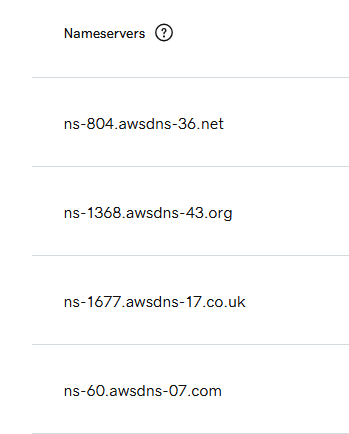 Nameservers ?
ns-804.awsdns-36.net
ns-1368.awsdns-43.org
ns-1677.awsdns-17.co.uk
ns-60.awsdns-07.com